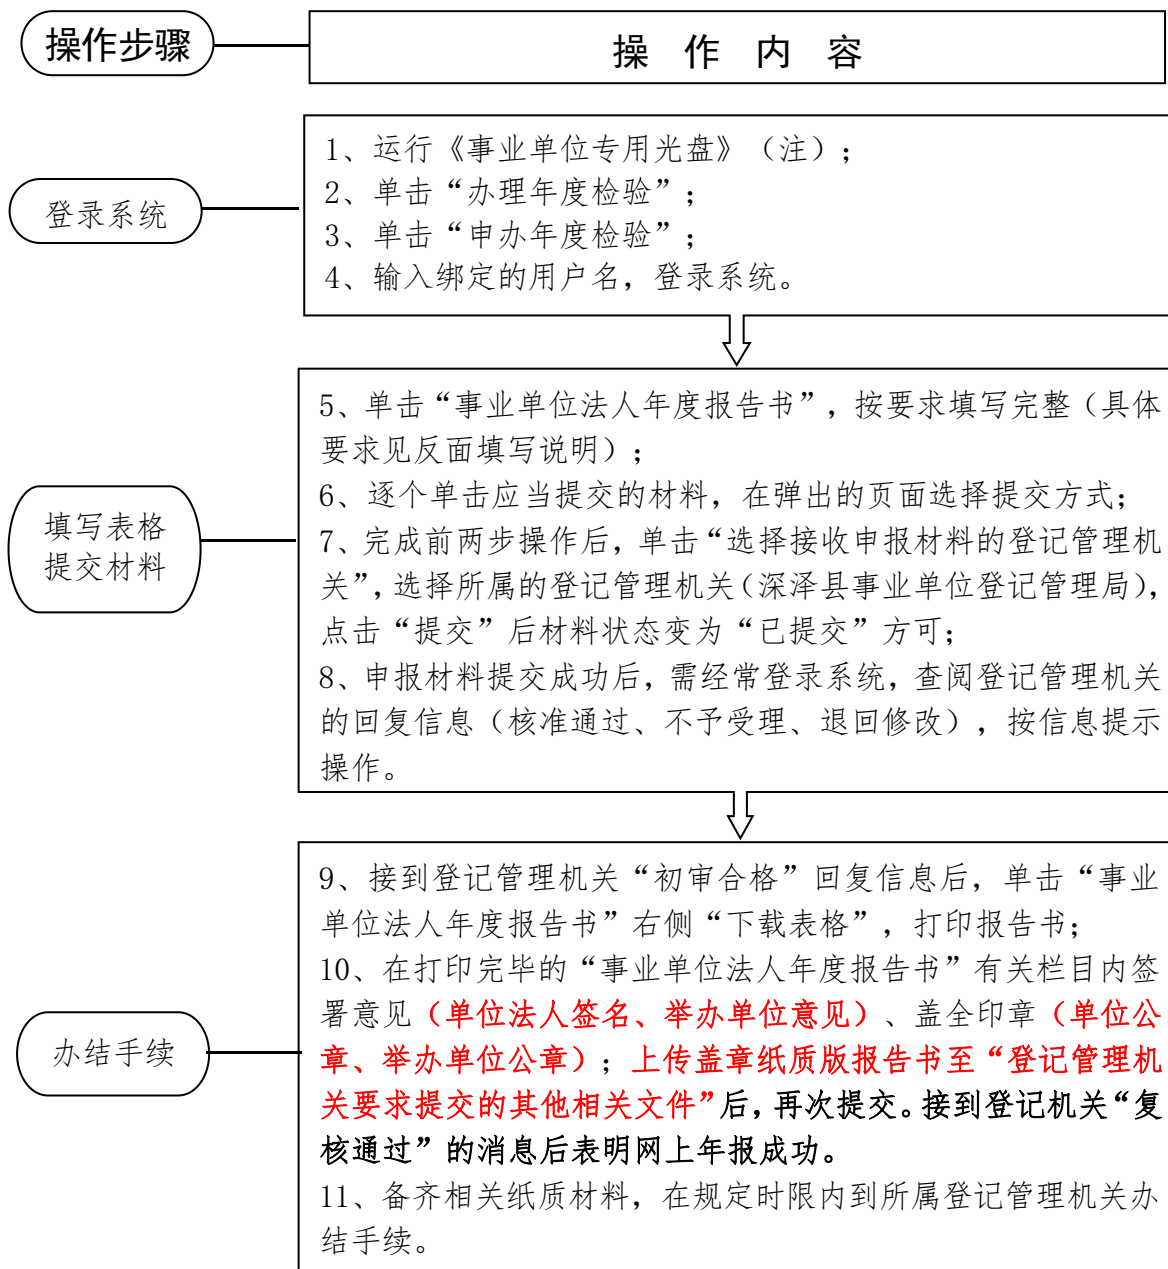 操作步骤
操 作 内 容
登录系统
1、运行《事业单位专用光盘》（注）；
2、单击“办理年度检验”；
3、单击“申办年度检验”；
4、输入绑定的用户名，登录系统。
填写表格
提交材料
5、单击“事业单位法人年度报告书”，按要求填写完整（具体
要求见反面填写说明）；
6、逐个单击应当提交的材料，在弹出的页面选择提交方式；
7、完成前两步操作后，单击“选择接收申报材料的登记管理机
关”，选择所属的登记管理机关（深泽县事业单位登记管理局），
点击“提交”后材料状态变为“已提交”方可；
8、申报材料提交成功后，需经常登录系统，查阅登记管理机关
的回复信息（核准通过、不予受理、退回修改），按信息提示
操作。
办结手续
9、接到登记管理机关“初审合格”回复信息后，单击“事业
单位法人年度报告书”右侧“下载表格”，打印报告书；
10、在打印完毕的“事业单位法人年度报告书”有关栏目内签
署意见（单位法人签名、举办单位意见）、盖全印章（单位公
章、举办单位公章）；上传盖章纸质版报告书至“登记管理机
关要求提交的其他相关文件”后，再次提交。接到登记机关“复
核通过”的消息后表明网上年报成功。
11、备齐相关纸质材料，在规定时限内到所属登记管理机关办
结手续。